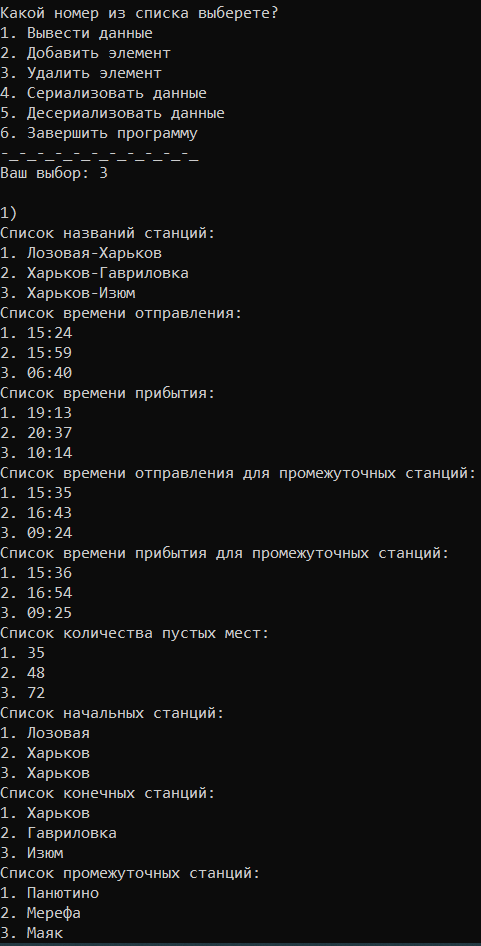 Какой номер из списка выберете?
1. Вывести данные
2. Добавить элемент
3. Удалить элемент
4. Сериализовать данные
5. Десериализовать данные
6. Завершить программу
-_-_-_-_-_-_-_-_-_-_-_
Ваш выбор: 3
1)
Список названий станций:
1. Лозовая-Харьков
2. Харьков-Гавриловка
3. Харьков-Изюм
Список времени отправления:
1. 15:24
2. 15:59
3. 06:40
Список времени прибытия:
1. 19:13
2. 20:37
3. 10:14
Список времени отправления для промежуточных станций:
1. 15:35
2. 16:43
3. 09:24
Список времени прибытия для промежуточных станций:
1. 15:36
2. 16:54
3. 09:25
Список количества пустых мест:
1. 35
2. 48
3. 72
Список начальных станций:
1. Лозовая
2. Харьков
3. Харьков
Список конечных станций:
1. Харьков
2. Гавриловка
3. Изюм
Список промежуточных станций:
1. Панютино
2. Мерефа
3. Маяк